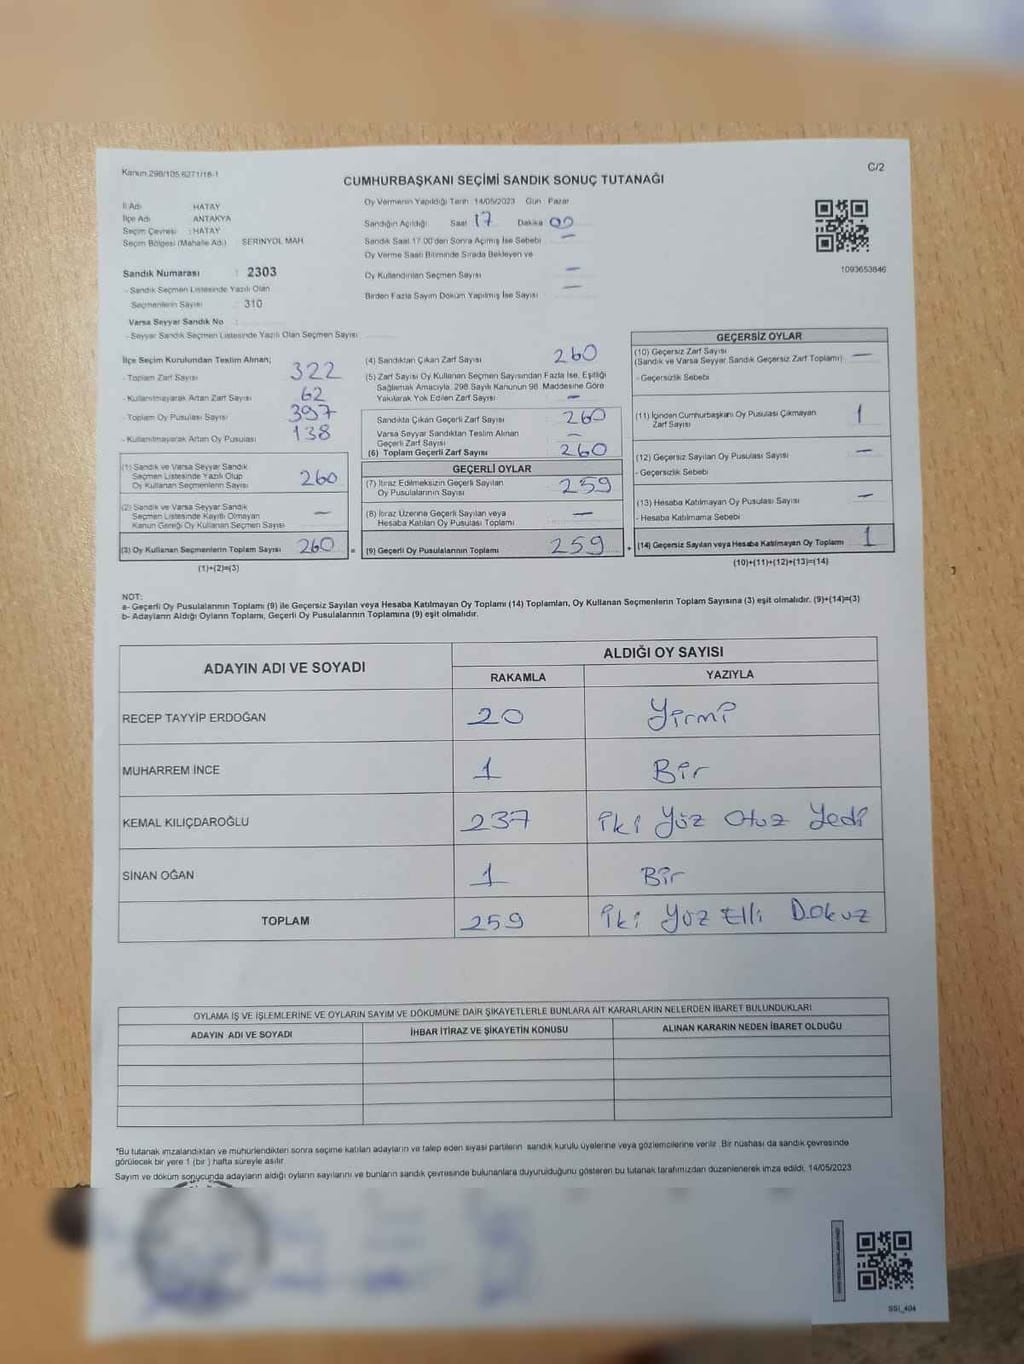 Kanun 298/105,6271/16-1
C/2
CUMHURBAŞKANI SEÇİMİ SANDIK SONUÇ TUTANAĞI
İl Adı HATAY
İlçe Adı ANTAKYA
Seçim Çevresi : HATAY
Seçim Bölgesi (Mahalle Adı) SERİNYOL MAH.
Sandık Numarası : 2303
- Sandık Seçmen Listesinde Yazılı Olan
Seçmenlerin Sayısı : 310
Varsa Seyyar Sandık No :
- Seyyar Sandık Seçmen Listesinde Yazılı Olan Seçmen Sayısı
Oy Vermenin Yapıldığı Tarih 14/05/2023 Gün Pazar
Sandığın Açıldığı Saat 17 Dakika 00
Sandık Saat 17.00'den Sonra Açılmış İse Sebebi —
Oy Verme Saati Bitiminde Sırada Bekleyen ve
Oy Kullandırılan Seçmen Sayısı —
Birden Fazla Sayım Döküm Yapılmış İse Sayısı —
1093653846
İlçe Seçim Kurulundan Teslim Alınan;
- Toplam Zarf Sayısı 322
- Kullanılmayarak Artan Zarf Sayısı 62
- Toplam Oy Pusulası Sayısı 397
- Kullanılmayarak Artan Oy Pusulası 138
(1) Sandık ve Varsa Seyyar Sandık
Seçmen Listesinde Yazılı Olup
Oy Kullanan Seçmenlerin Sayısı 260
(2) Sandık ve Varsa Seyyar Sandık
Seçmen Listesinde Kayıtlı Olmayan
Kanun Gereği Oy Kullanan Seçmen Sayısı —
(3) Oy Kullanan Seçmenlerin Toplam Sayısı 260 =
(1)+(2)=(3)
(4) Sandıktan Çıkan Zarf Sayısı 260
(5) Zarf Sayısı Oy Kullanan Seçmen Sayısından Fazla İse, Eşitliği
Sağlamak Amacıyla, 298 Sayılı Kanunun 98. Maddesine Göre
Yakılarak Yok Edilen Zarf Sayısı —
Sandıkta Çıkan Geçerli Zarf Sayısı 260
Varsa Seyyar Sandıktan Teslim Alınan
Geçerli Zarf Sayısı —
(6) Toplam Geçerli Zarf Sayısı 260
GEÇERLİ OYLAR
(7) İtiraz Edilmeksizin Geçerli Sayılan
Oy Pusulalarının Sayısı 259
(8) İtiraz Üzerine Geçerli Sayılan veya
Hesaba Katılan Oy Pusulası Toplamı —
(9) Geçerli Oy Pusulalarının Toplamı 259 +
GEÇERSİZ OYLAR
(10) Geçersiz Zarf Sayısı
(Sandık ve Varsa Seyyar Sandık Geçersiz Zarf Toplamı) —
- Geçersizlik Sebebi
(11) İçinden Cumhurbaşkanı Oy Pusulası Çıkmayan
Zarf Sayısı 1
(12) Geçersiz Sayılan Oy Pusulası Sayısı —
- Geçersizlik Sebebi
(13) Hesaba Katılmayan Oy Pusulası Sayısı —
- Hesaba Katılmama Sebebi
(14) Geçersiz Sayılan veya Hesaba Katılmayan Oy Toplamı 1
(10)+(11)+(12)+(13)=(14)
NOT:
a- Geçerli Oy Pusulalarının Toplamı (9) ile Geçersiz Sayılan veya Hesaba Katılmayan Oy Toplamı (14) Toplamları, Oy Kullanan Seçmenlerin Toplam Sayısına (3) eşit olmalıdır. (9)+(14)=(3)
b- Adayların Aldığı Oyların Toplamı, Geçerli Oy Pusulalarının Toplamına (9) eşit olmalıdır.
ADAYIN ADI VE SOYADI ALDIĞI OY SAYISI
RAKAMLA YAZIYLA
RECEP TAYYİP ERDOĞAN 20 Yirmi
MUHARREM İNCE 1 Bir
KEMAL KILIÇDAROĞLU 237 iki Yüz Otuz Yedi
SİNAN OĞAN 1 Bir
TOPLAM 259 iki Yüz Elli Dokuz
OYLAMA İŞ VE İŞLEMLERİNE VE OYLARIN SAYIM VE DÖKÜMÜNE DAİR ŞİKAYETLERLE BUNLARA AİT KARARLARIN NELERDEN İBARET BULUNDUKLARI
ADAYIN ADI VE SOYADI İHBAR İTİRAZ VE ŞİKAYETİN KONUSU ALINAN KARARIN NEDEN İBARET OLDUĞU
*Bu tutanak imzalandıktan ve mühürlendikten sonra seçime katılan adayların ve talep eden siyasi partilerin sandık kurulu üyelerine veya gözlemcilerine verilir. Bir nüshası da sandık çevresinde
görülecek bir yere 1 (bir) hafta süreyle asılır.
Sayım ve döküm sonucunda adayların aldığı oyların sayılarını ve bunların sandık çevresinde bulunanlara duyurulduğunu gösteren bu tutanak tarafımızdan düzenlenerek imza edildi. 14/05/2023
SSİ_404